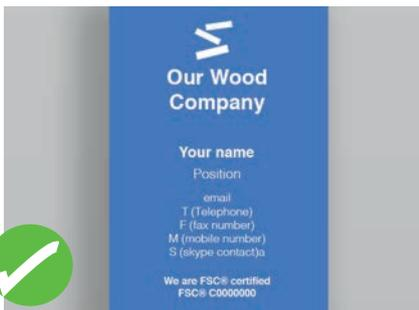 Our Wood
Company
Your name
Position
email
T (Telephone)
F (fax number)
M (mobile number)
S (skype contact)a
We are FSC® certified
FSC® C0000000